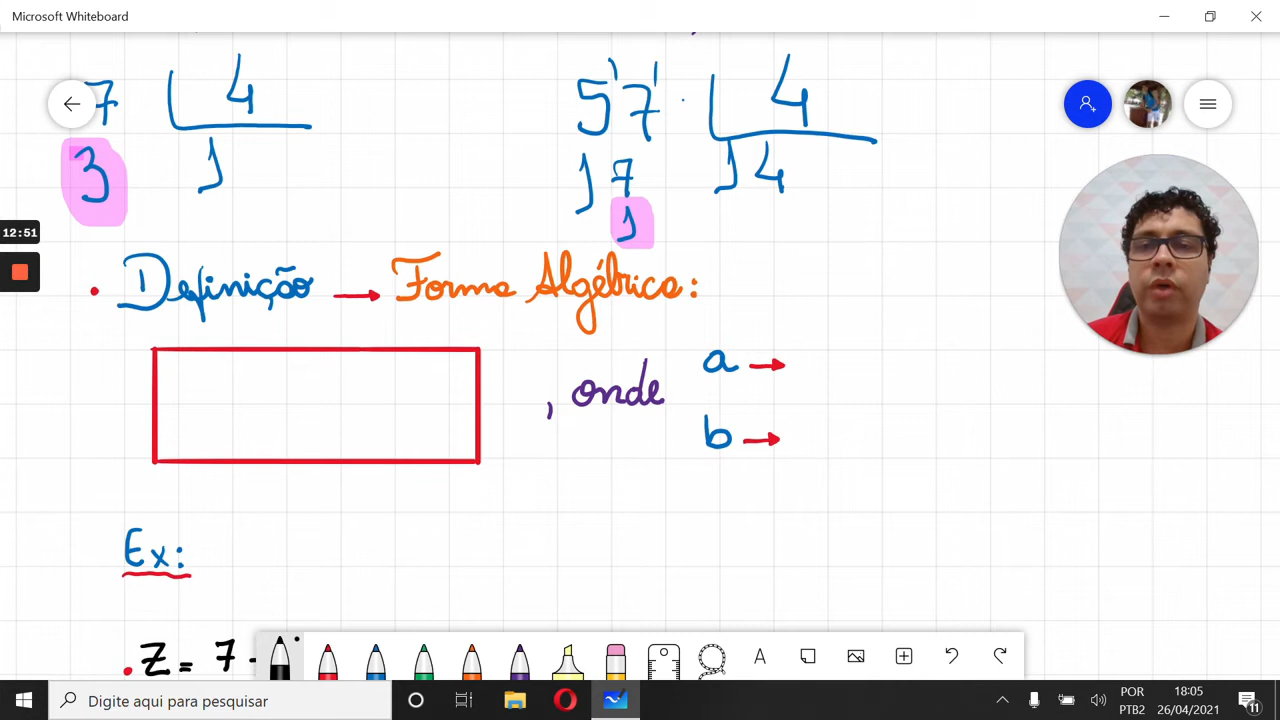 Microsoft Whiteboard
7 4
3 1
57 4
17 14
1
12:51
• Definição → Forma Algébrica:
, onde a →
b →
Ex:
• Z = 7 -
A
Digite aqui para pesquisar
POR
PTB2
18:05
26/04/2021
11